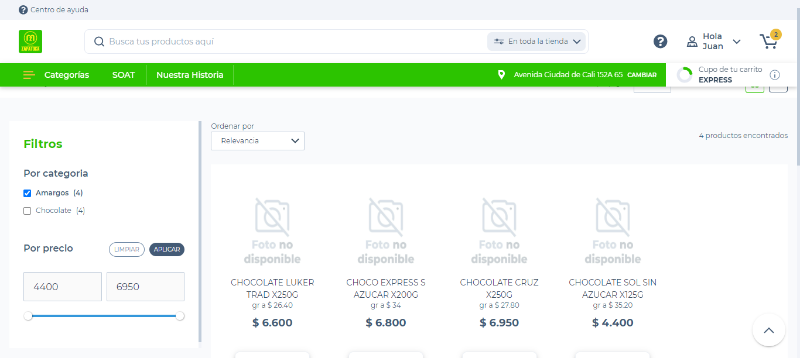 Centro de ayuda
Busca tus productos aquí
En toda la tienda
Hola
Juan
2
Categorías
SOAT
Nuestra Historia
Avenida Ciudad de Cali 152A 65 CAMBIAR
Cupo de tu carrito
EXPRESS
Filtros
Por categoria
Amargos (4)
Chocolate (4)
Por precio
LIMPIAR
APLICAR
4400
6950
Ordenar por
Relevancia
4 productos encontrados
Foto no
disponible
CHOCOLATE LUKER
TRAD X250G
gr a $ 26.40
$ 6.600
Foto no
disponible
CHOCO EXPRESS S
AZUCAR X200G
gr a $ 34
$ 6.800
Foto no
disponible
CHOCOLATE CRUZ
X250G
gr a $ 27.80
$ 6.950
Foto no
disponible
CHOCOLATE SOL SIN
AZUCAR X125G
gr a $ 35.20
$ 4.400